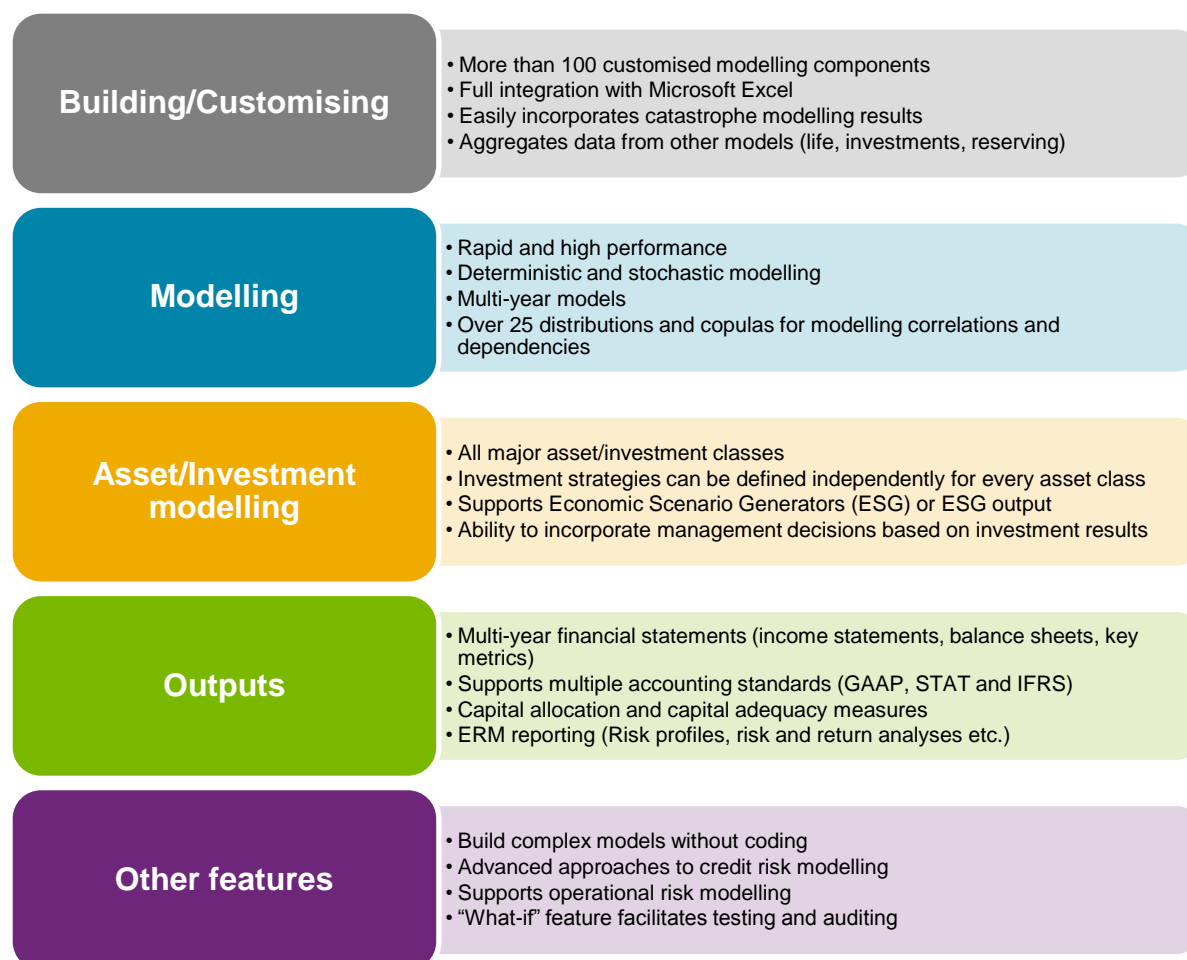 Building/Customising
• More than 100 customised modelling components
• Full integration with Microsoft Excel
• Easily incorporates catastrophe modelling results
• Aggregates data from other models (life, investments, reserving)
Modelling
• Rapid and high performance
• Deterministic and stochastic modelling
• Multi-year models
• Over 25 distributions and copulas for modelling correlations and
dependencies
Asset/Investment
modelling
• All major asset/investment classes
• Investment strategies can be defined independently for every asset class
• Supports Economic Scenario Generators (ESG) or ESG output
• Ability to incorporate management decisions based on investment results
Outputs
• Multi-year financial statements (income statements, balance sheets, key
metrics)
• Supports multiple accounting standards (GAAP, STAT and IFRS)
• Capital allocation and capital adequacy measures
• ERM reporting (Risk profiles, risk and return analyses etc.)
Other features
• Build complex models without coding
• Advanced approaches to credit risk modelling
• Supports operational risk modelling
• “What-if” feature facilitates testing and auditing